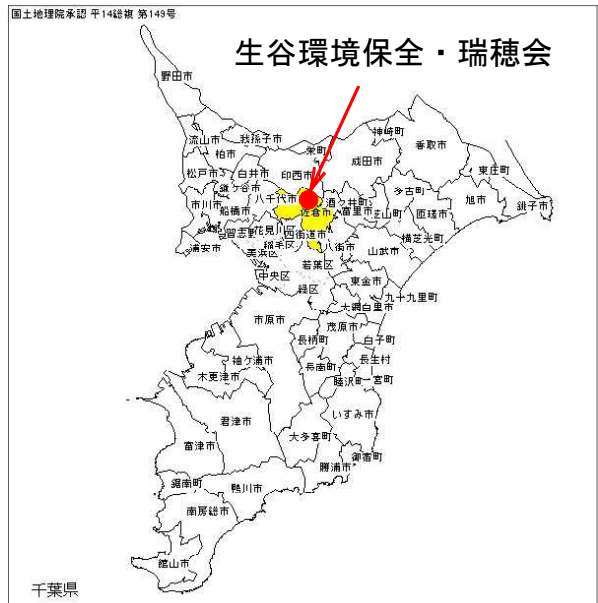 国土地理院承認 平14総複 第149号
生谷環境保全・瑞穂会
野田市
神崎町
香取市
流山市
我孫子市
栄町
柏市
成田市
東庄町
松戸市
白井市
印西市
鎌ヶ谷市
多古町
旭市
銚子市
市川市
八千代市
酒々井町
船橋市
佐倉市
富里市
芝山町
匝瑳市
習志野市
花見川区
四街道市
横芝光町
浦安市
稲毛区
八街市
山武市
美浜区
若葉区
中央区
東金市
緑区
九十九里町
大網白里市
市原市
茂原市
長柄町
白子町
袖ケ浦市
長生村
長南町
木更津市
睦沢町
一宮町
いすみ市
君津市
大多喜町
富津市
御宿町
勝浦市
鋸南町
鴨川市
南房総市
館山市
千葉県